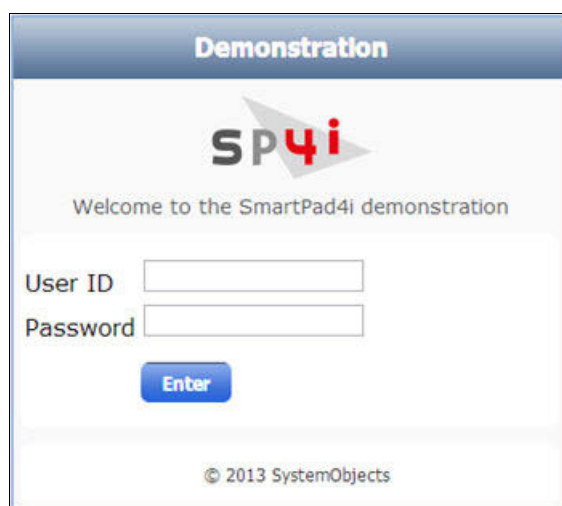 Demonstration
SP4i
Welcome to the SmartPad4i demonstration
User ID
Password
Enter
© 2013 SystemObjects